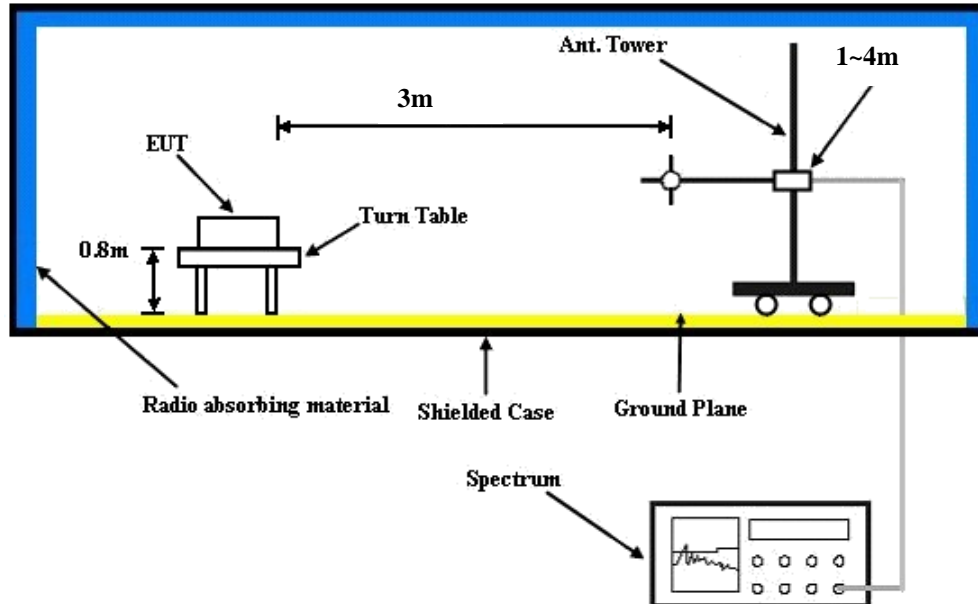 Ant. Tower
1~4m
3m
EUT
Turn Table
0.8m
Radio absorbing material
Shielded Case
Ground Plane
Spectrum